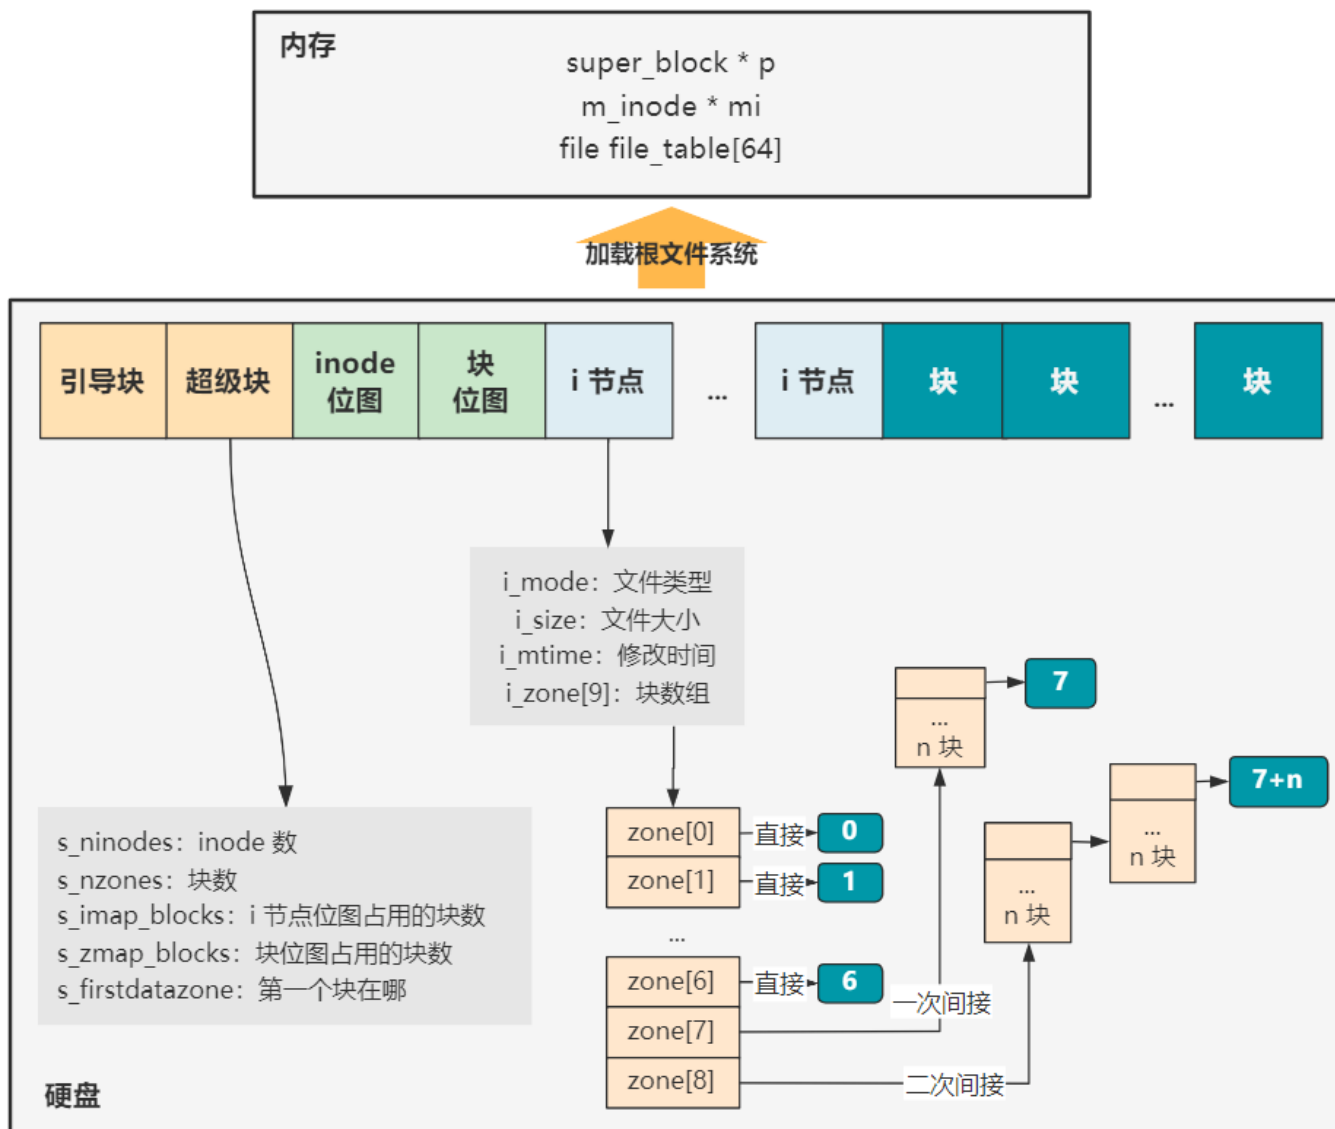 内存
super_block * p
m_inode * mi
file file_table[64]
加载根文件系统
引导块
超级块
inode
位图
块
位图
i 节点
...
i 节点
块
块
...
块
i_mode：文件类型
i_size：文件大小
i_mtime：修改时间
i_zone[9]：块数组
s_ninodes：inode 数
s_nzones：块数
s_imap_blocks：i 节点位图占用的块数
s_zmap_blocks：块位图占用的块数
s_firstdatazone：第一个块在哪
zone[0]
直接
0
zone[1]
直接
1
...
zone[6]
直接
6
zone[7]
一次间接
...
n 块
7
zone[8]
二次间接
...
n 块
...
n 块
7+n
硬盘